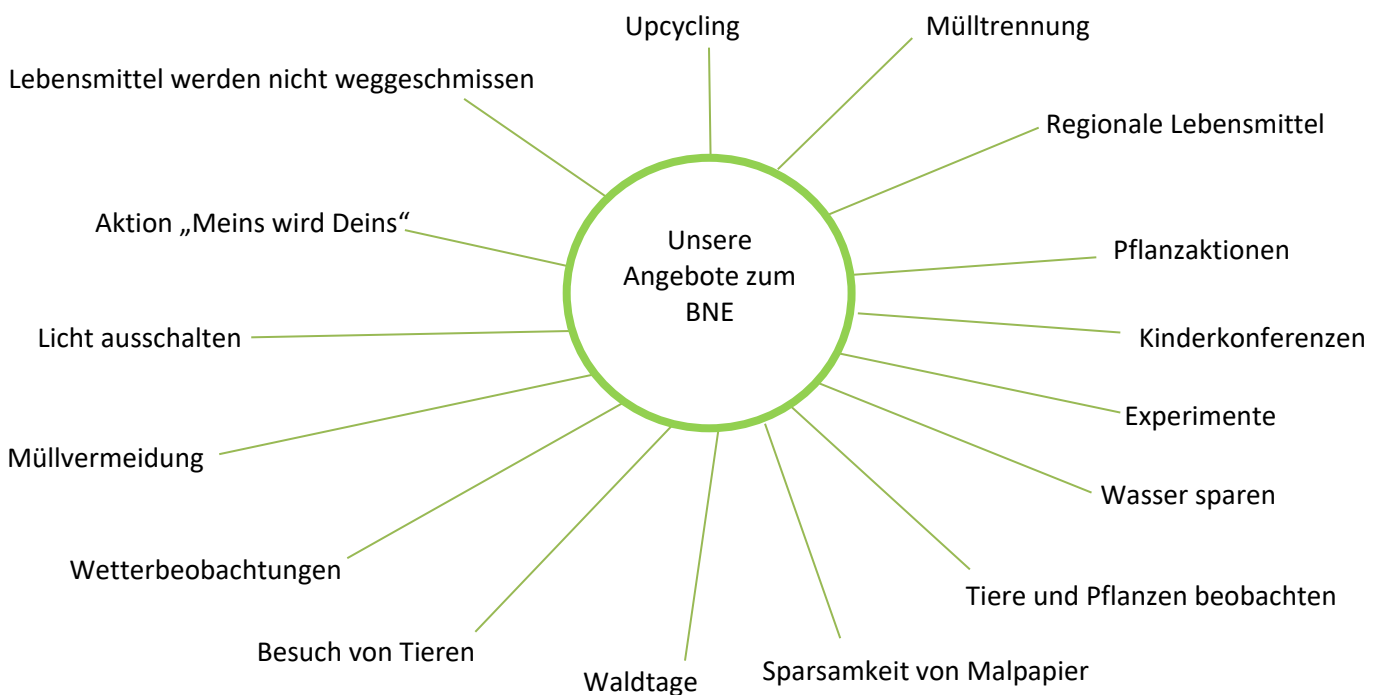 Upcycling
Mülltrennung
Lebensmittel werden nicht weggeschmissen
Regionale Lebensmittel
Aktion „Meins wird Deins“
Unsere
Angebote zum
BNE
Pflanzaktionen
Licht ausschalten
Kinderkonferenzen
Experimente
Müllvermeidung
Wasser sparen
Wetterbeobachtungen
Tiere und Pflanzen beobachten
Besuch von Tieren
Waldtage
Sparsamkeit von Malpapier